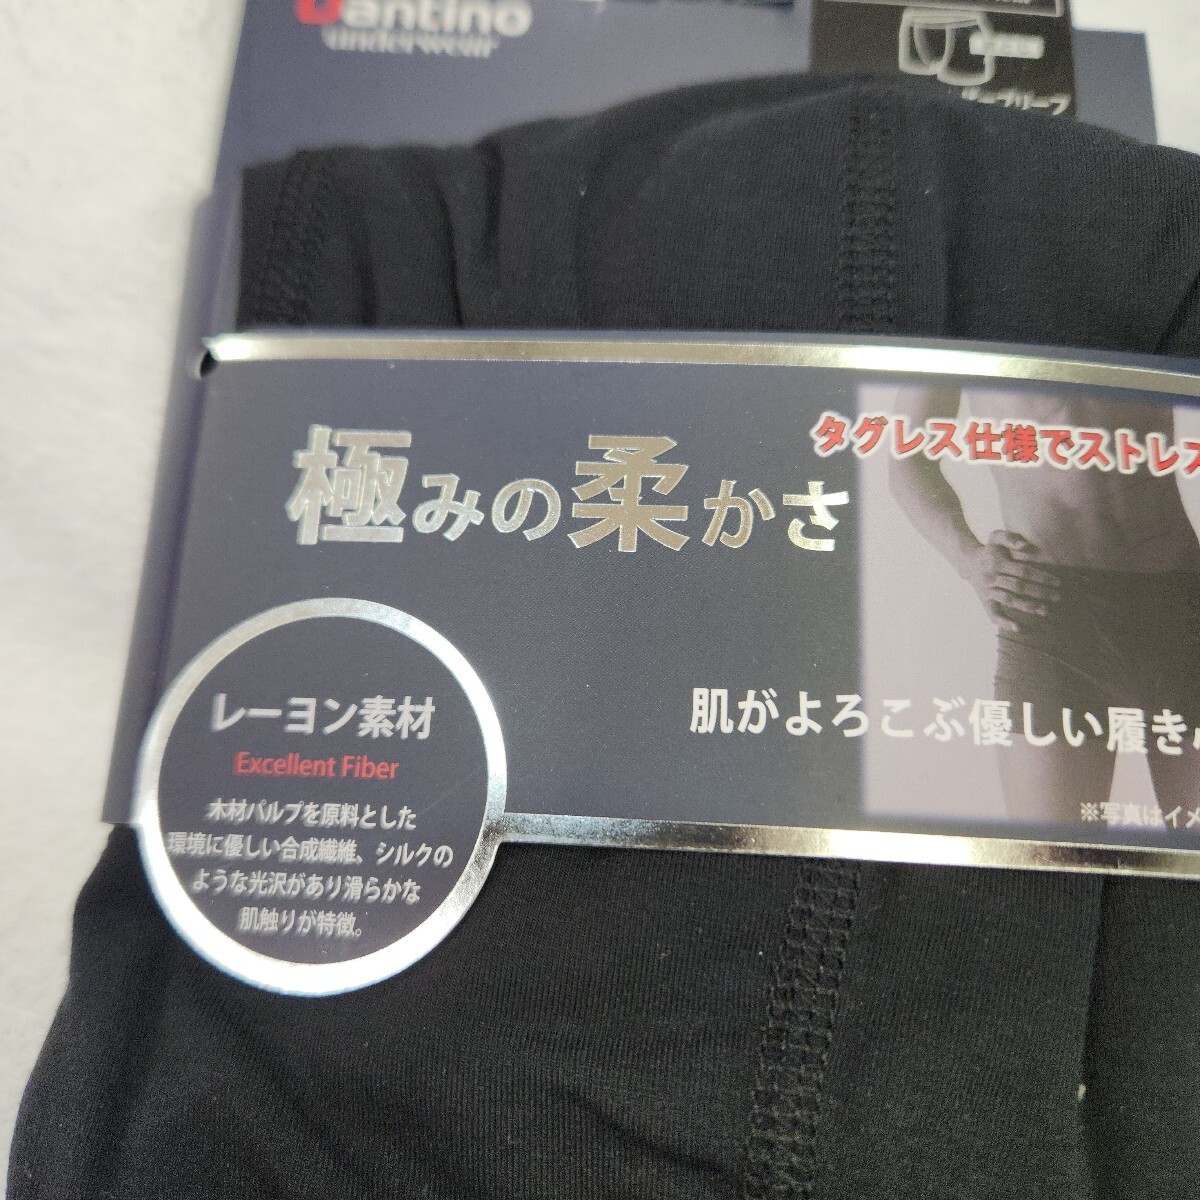 antino
underwear
極みの柔かさ
タグレス仕様でストレス
肌がよろこぶ優しい履き心
※写真はイメ
レーヨン素材
Excellent Fiber
木材パルプを原料とした
環境に優しい合成繊維、シルクの
ような光沢があり滑らかな
肌触りが特徴。